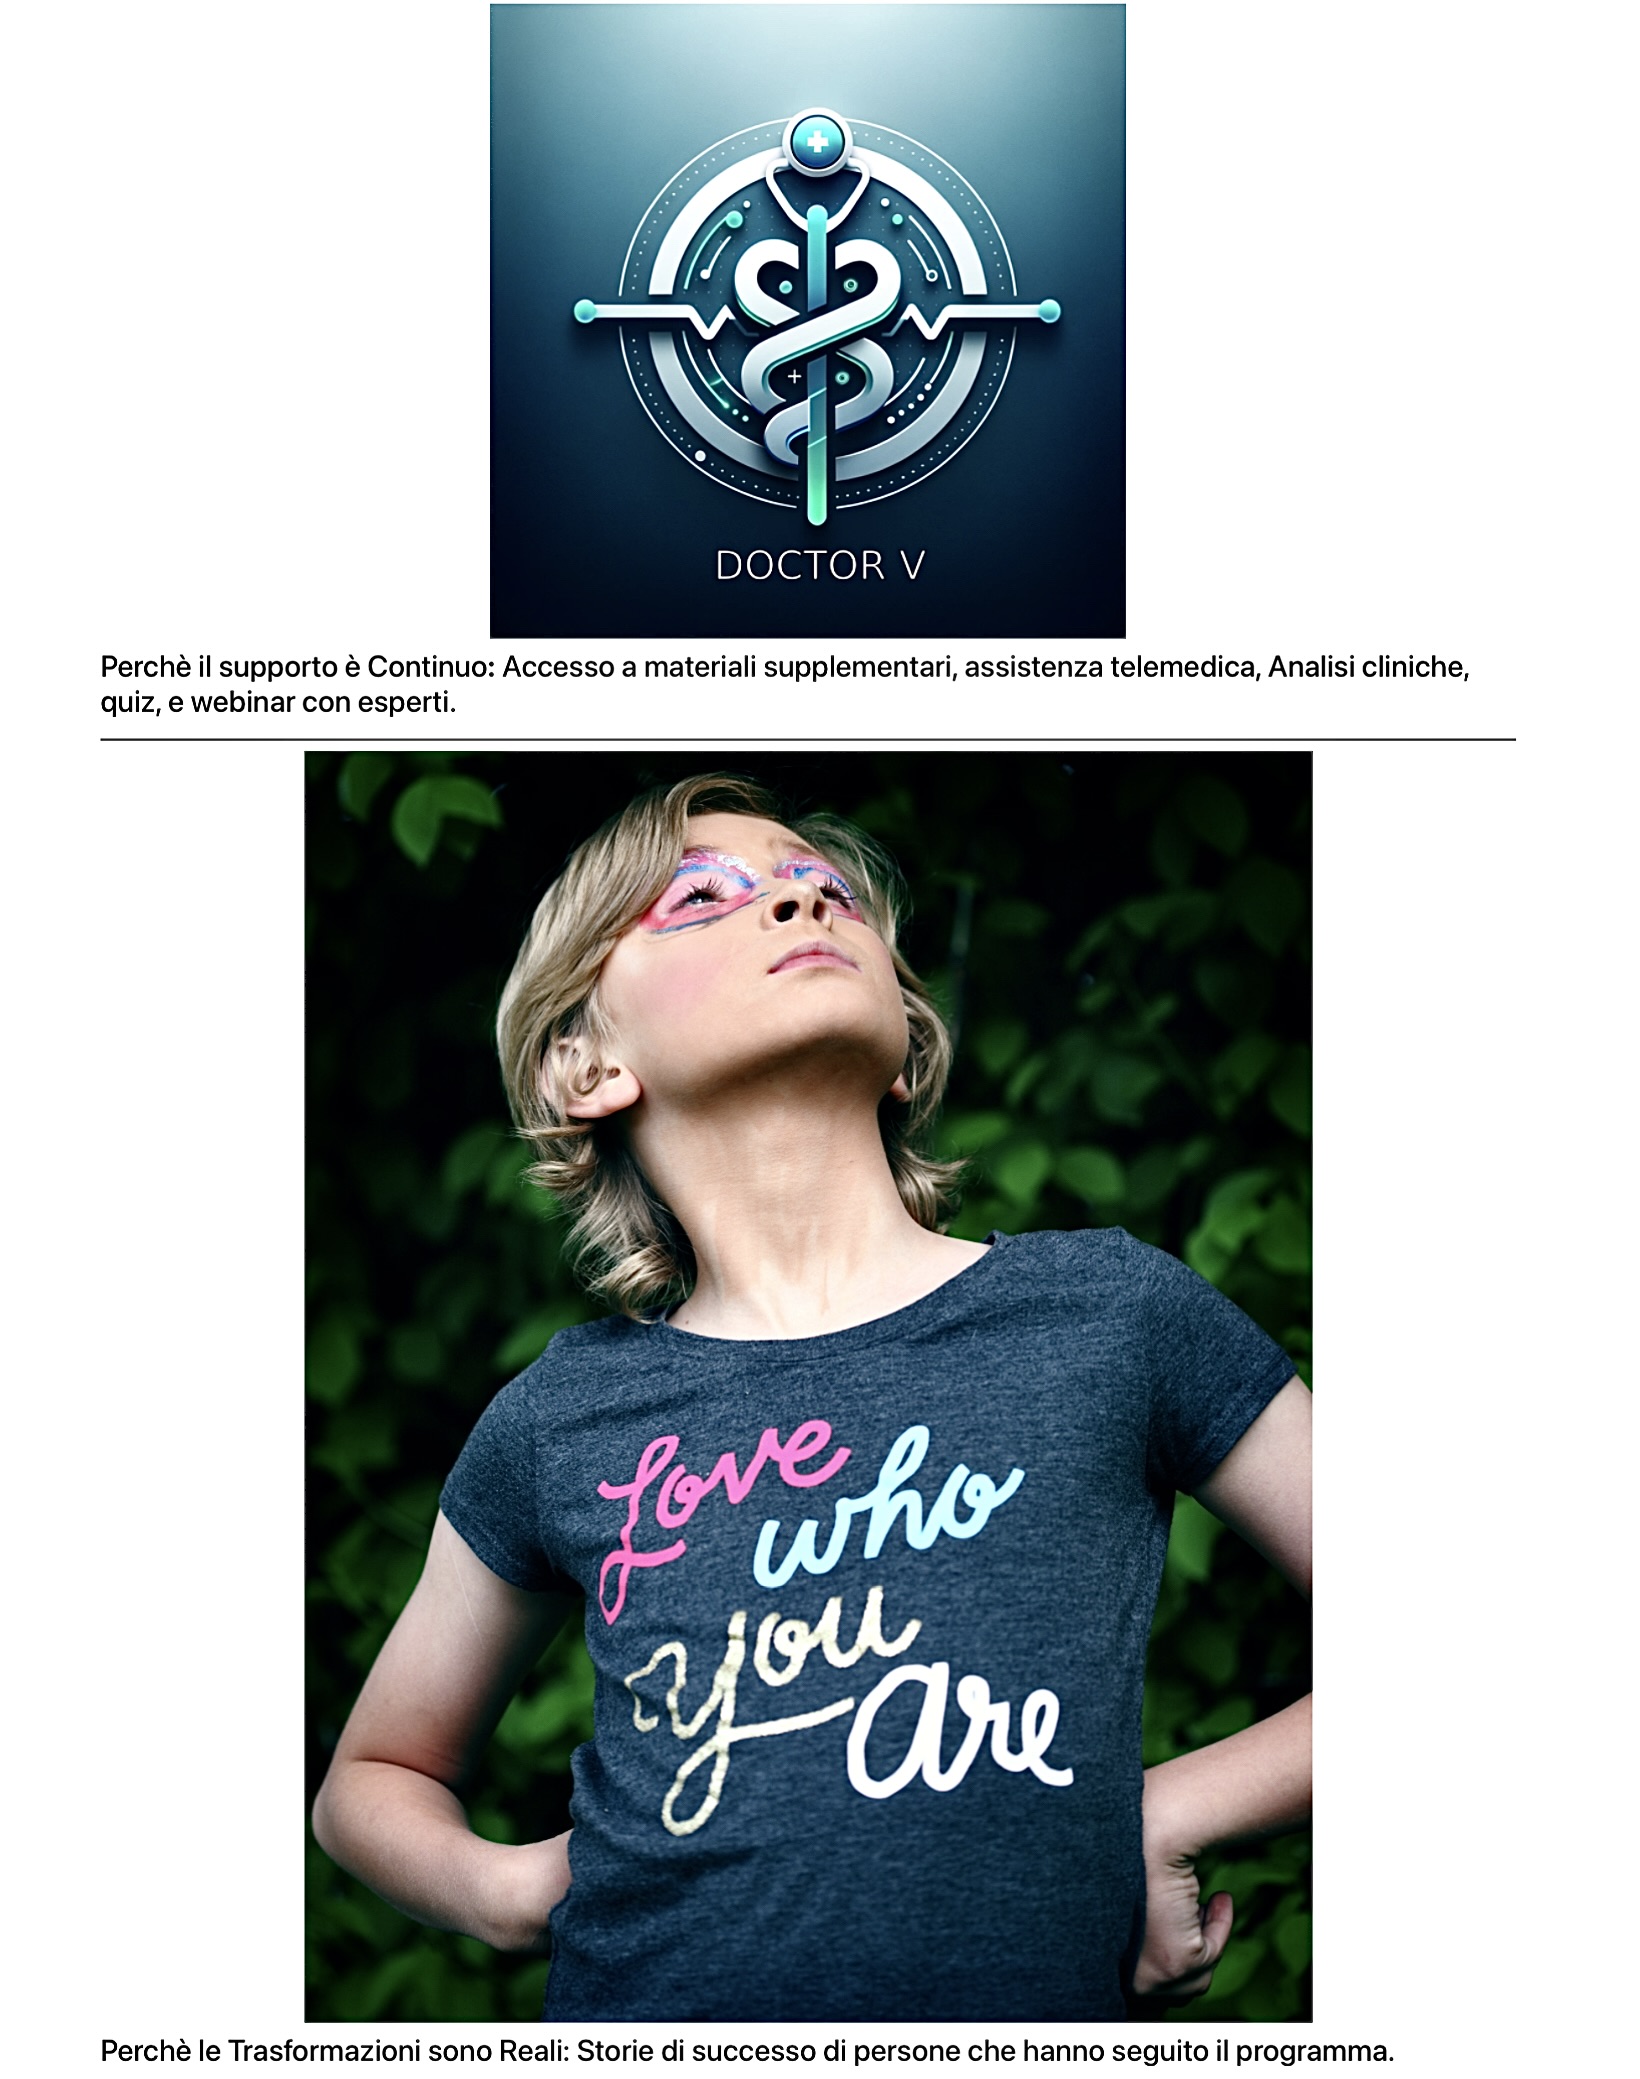 DOCTOR V
Perchè il supporto è Continuo: Accesso a materiali supplementari, assistenza telemedica, Analisi cliniche,
quiz, e webinar con esperti.
Love
who
you
are
Perchè le Trasformazioni sono Reali: Storie di successo di persone che hanno seguito il programma.